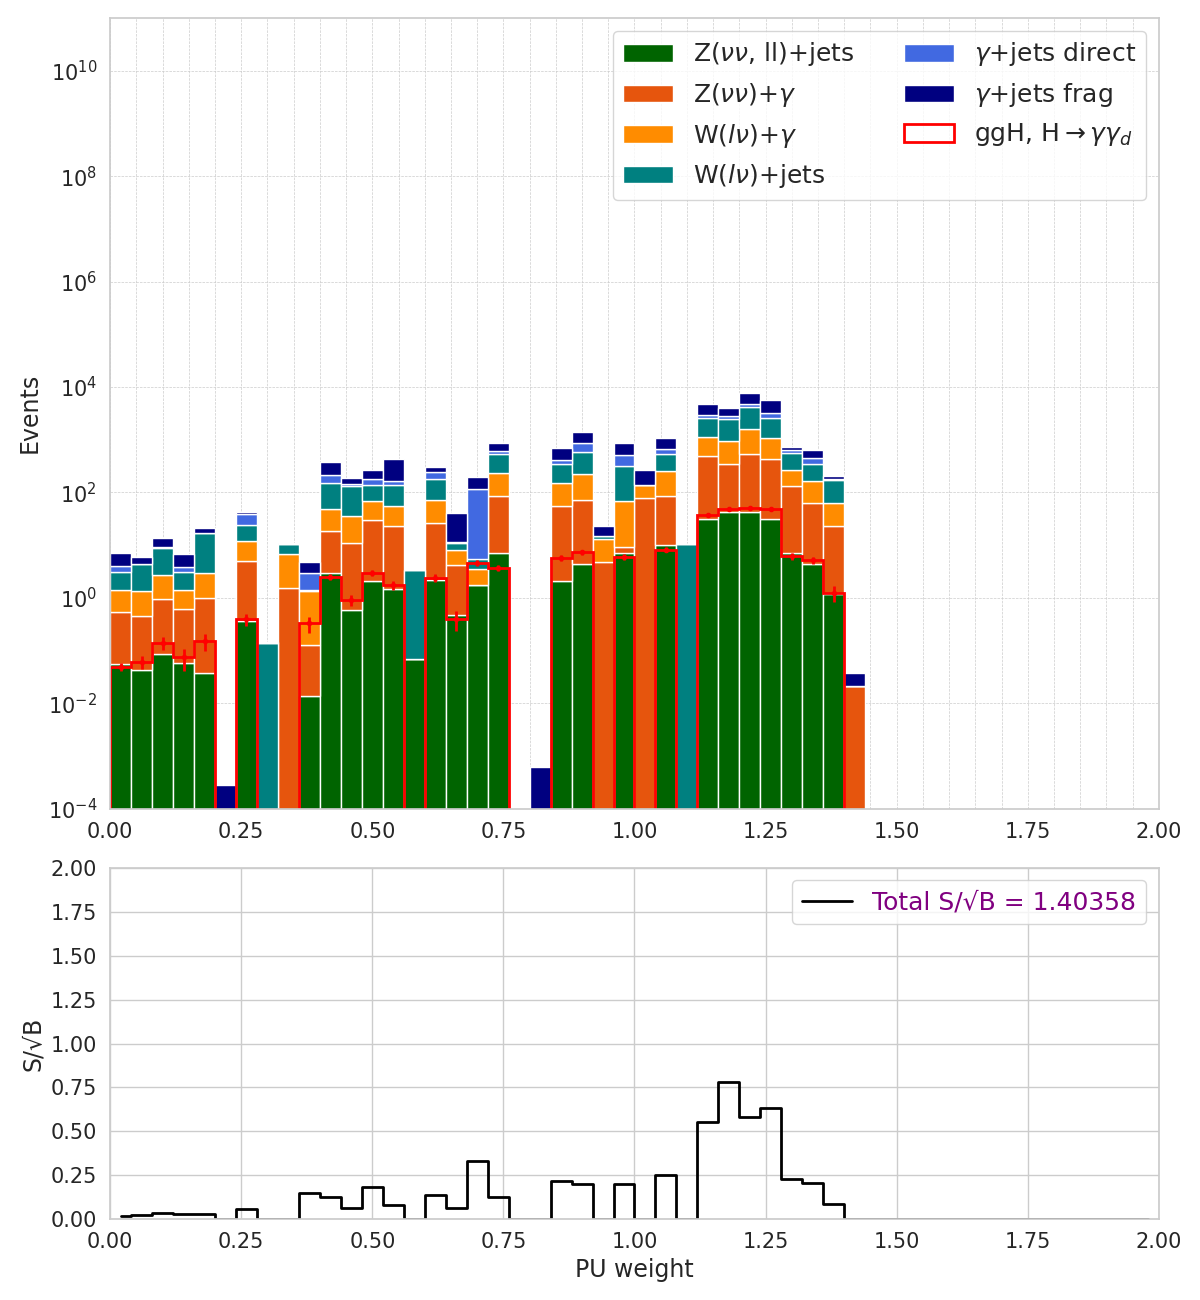 Z(νν, ll)+jets
Z(νν)+γ
W(lν)+γ
W(lν)+jets
γ+jets direct
γ+jets frag
ggH, H→γγ_d
Events
10^10
10^8
10^6
10^4
10^2
10^0
10^−2
10^−4
0.00 0.25 0.50 0.75 1.00 1.25 1.50 1.75 2.00
Total S/√B = 1.40358
S/√B
2.00
1.75
1.50
1.25
1.00
0.75
0.50
0.25
0.00
0.00 0.25 0.50 0.75 1.00 1.25 1.50 1.75 2.00
PU weight